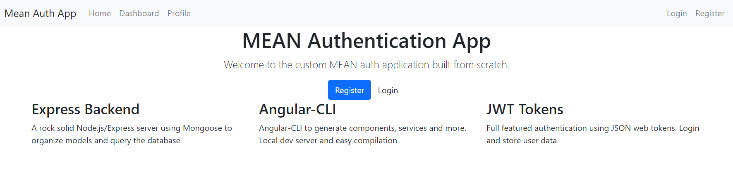 Mean Auth App Home Dashboard Profile Login Register
MEAN Authentication App
Welcome to the custom MEAN auth application built from scratch.
Register Login
Express Backend
A rock solid Node.js/Express server using Mongoose to
organize models and query the database
Angular-CLI
Angular-CLI to generate components, services and more.
Local dev server and easy compilation
JWT Tokens
Full featured authentication using JSON web tokens. Login
and store user data.